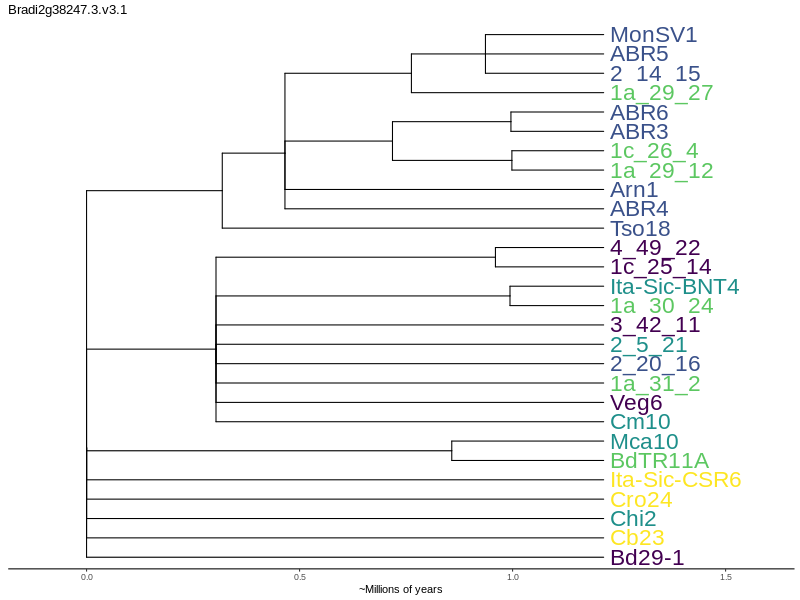 Bradi2g38247.3.v3.1
MonSV1
ABR5
2_14_15
1a_29_27
ABR6
ABR3
1c_26_4
1a_29_12
Arn1
ABR4
Tso18
4_49_22
1c_25_14
Ita-Sic-BNT4
1a_30_24
3_42_11
2_5_21
2_20_16
1a_31_2
Veg6
Cm10
Mca10
BdTR11A
Ita-Sic-CSR6
Cro24
Chi2
Cb23
Bd29-1
0.0 0.5 1.0 1.5
~Millions of years